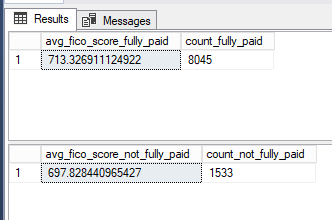 Results Messages
avg_fico_score_fully_paid count_fully_paid
1 713.326911124922 8045
avg_fico_score_not_fully_paid count_not_fully_paid
1 697.828440965427 1533